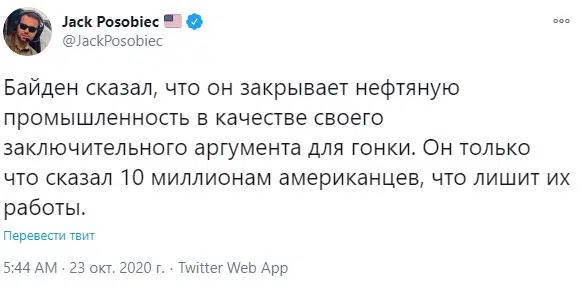 Jack Posobiec 🇺🇸
@JackPosobiec
Байден сказал, что он закрывает нефтяную
промышленность в качестве своего
заключительного аргумента для гонки. Он только
что сказал 10 миллионам американцев, что лишит их
работы.
Перевести твит
5:44 AM · 23 окт. 2020 г. · Twitter Web App